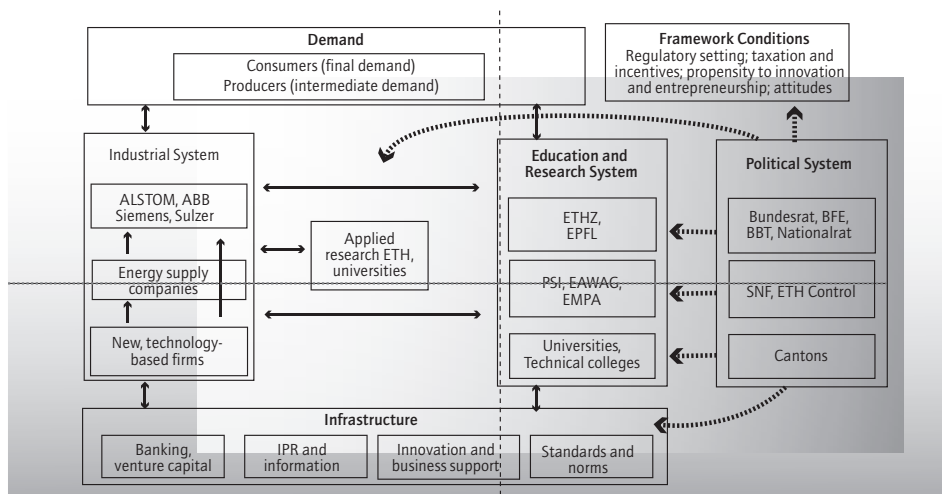 Demand
Consumers (final demand)
Producers (intermediate demand)
Framework Conditions
Regulatory setting; taxation and
incentives; propensity to innovation
and entrepreneurship; attitudes
Industrial System
ALSTOM, ABB
Siemens, Sulzer
Energy supply
companies
New, technology-
based firms
Applied
research ETH,
universities
Education and
Research System
ETHZ,
EPFL
PSI, EAWAG,
EMPA
Universities,
Technical colleges
Political System
Bundesrat, BFE,
BBT, Nationalrat
SNF, ETH Control
Cantons
Infrastructure
Banking,
venture capital
IPR and
information
Innovation and
business support
Standards and
norms